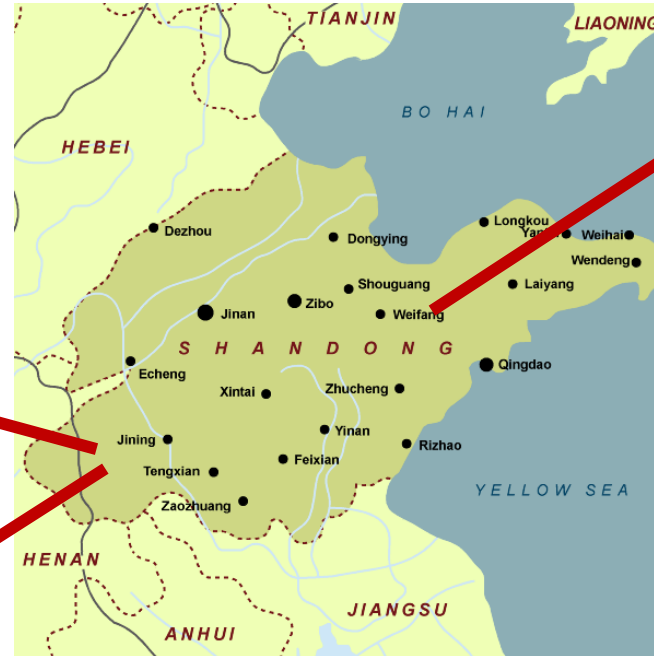 TIANJIN
LIAONING
BO HAI
HEBEI
Longkou
Weihai
Dezhou
Dongying
Wendeng
Shouguang
Laiyang
Zibo
Jinan
Weifang
SHANDONG
Qingdao
Echeng
Xintai
Zhucheng
Yinan
Jining
Rizhao
Feixian
Tengxian
YELLOW SEA
Zaozhuang
HENAN
JIANGSU
ANHUI